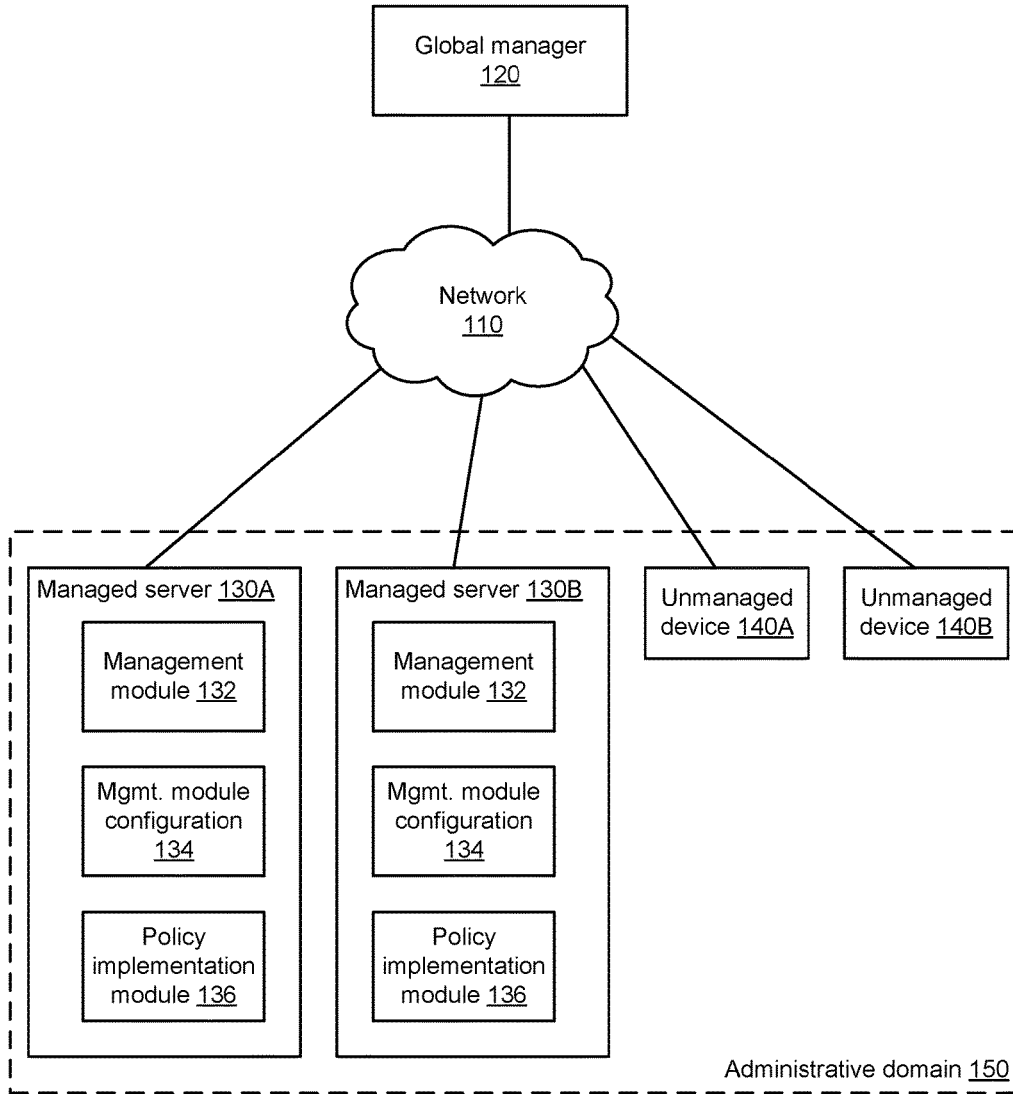 Global manager
120
Network
110
Managed server 130A
Management
module 132
Mgmt. module
configuration
134
Policy
implementation
module 136
Managed server 130B
Management
module 132
Mgmt. module
configuration
134
Policy
implementation
module 136
Unmanaged
device 140A
Unmanaged
device 140B
Administrative domain 150